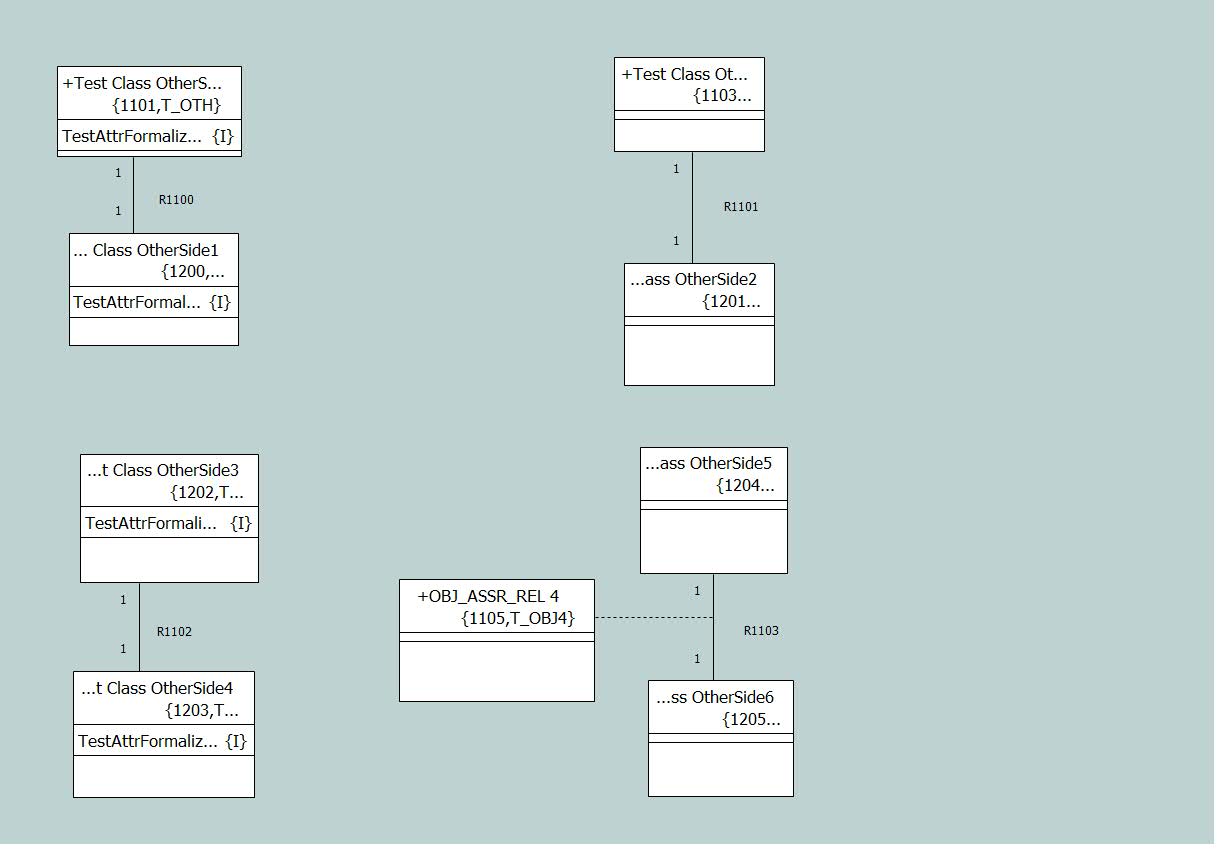 +Test Class OtherS...
{1101,T_OTH}
TestAttrFormaliz... {I}
1
R1100
1
... Class OtherSide1
{1200,...
TestAttrFormal... {I}
+Test Class Ot...
{1103...
1
R1101
1
...ass OtherSide2
{1201...
...t Class OtherSide3
{1202,T...
TestAttrFormali... {I}
1
R1102
1
...t Class OtherSide4
{1203,T...
TestAttrFormaliz... {I}
...ass OtherSide5
{1204...
+OBJ_ASSR_REL 4
{1105,T_OBJ4}
1
R1103
1
...ss OtherSide6
{1205...